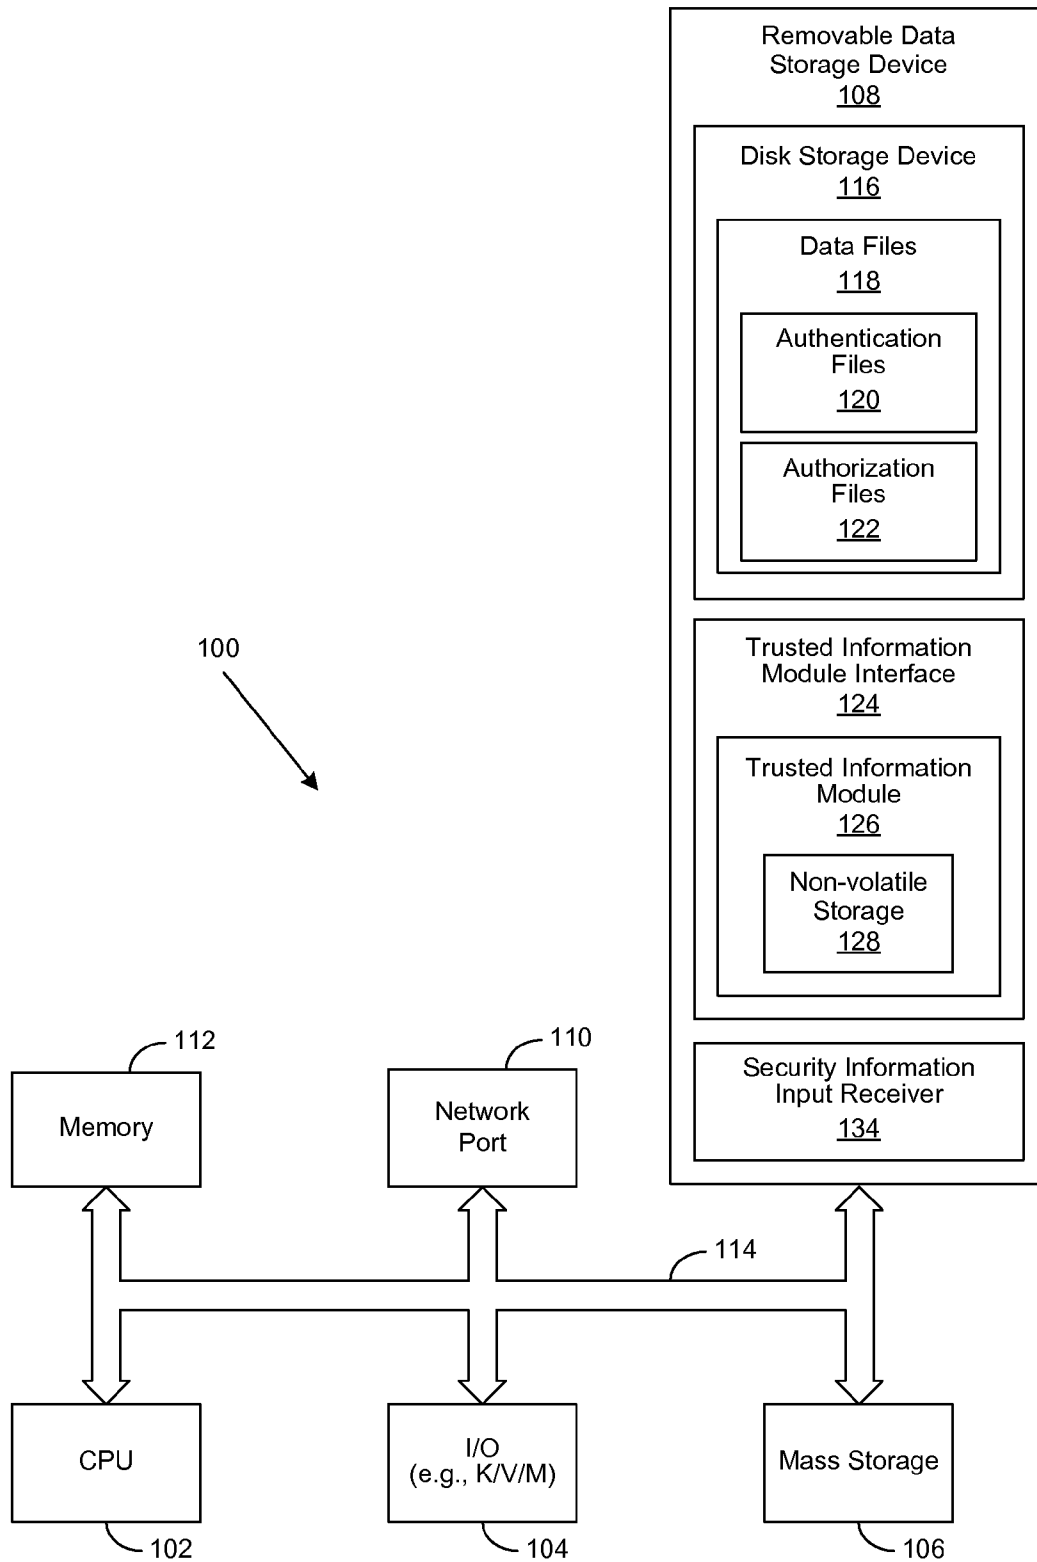 Removable Data
Storage Device
108
Disk Storage Device
116
Data Files
118
Authentication
Files
120
Authorization
Files
122
100
Trusted Information
Module Interface
124
Trusted Information
Module
126
Non-volatile
Storage
128
112
110
Memory
Network
Port
Security Information
Input Receiver
134
114
CPU
I/O
(e.g., K/V/M)
Mass Storage
102
104
106